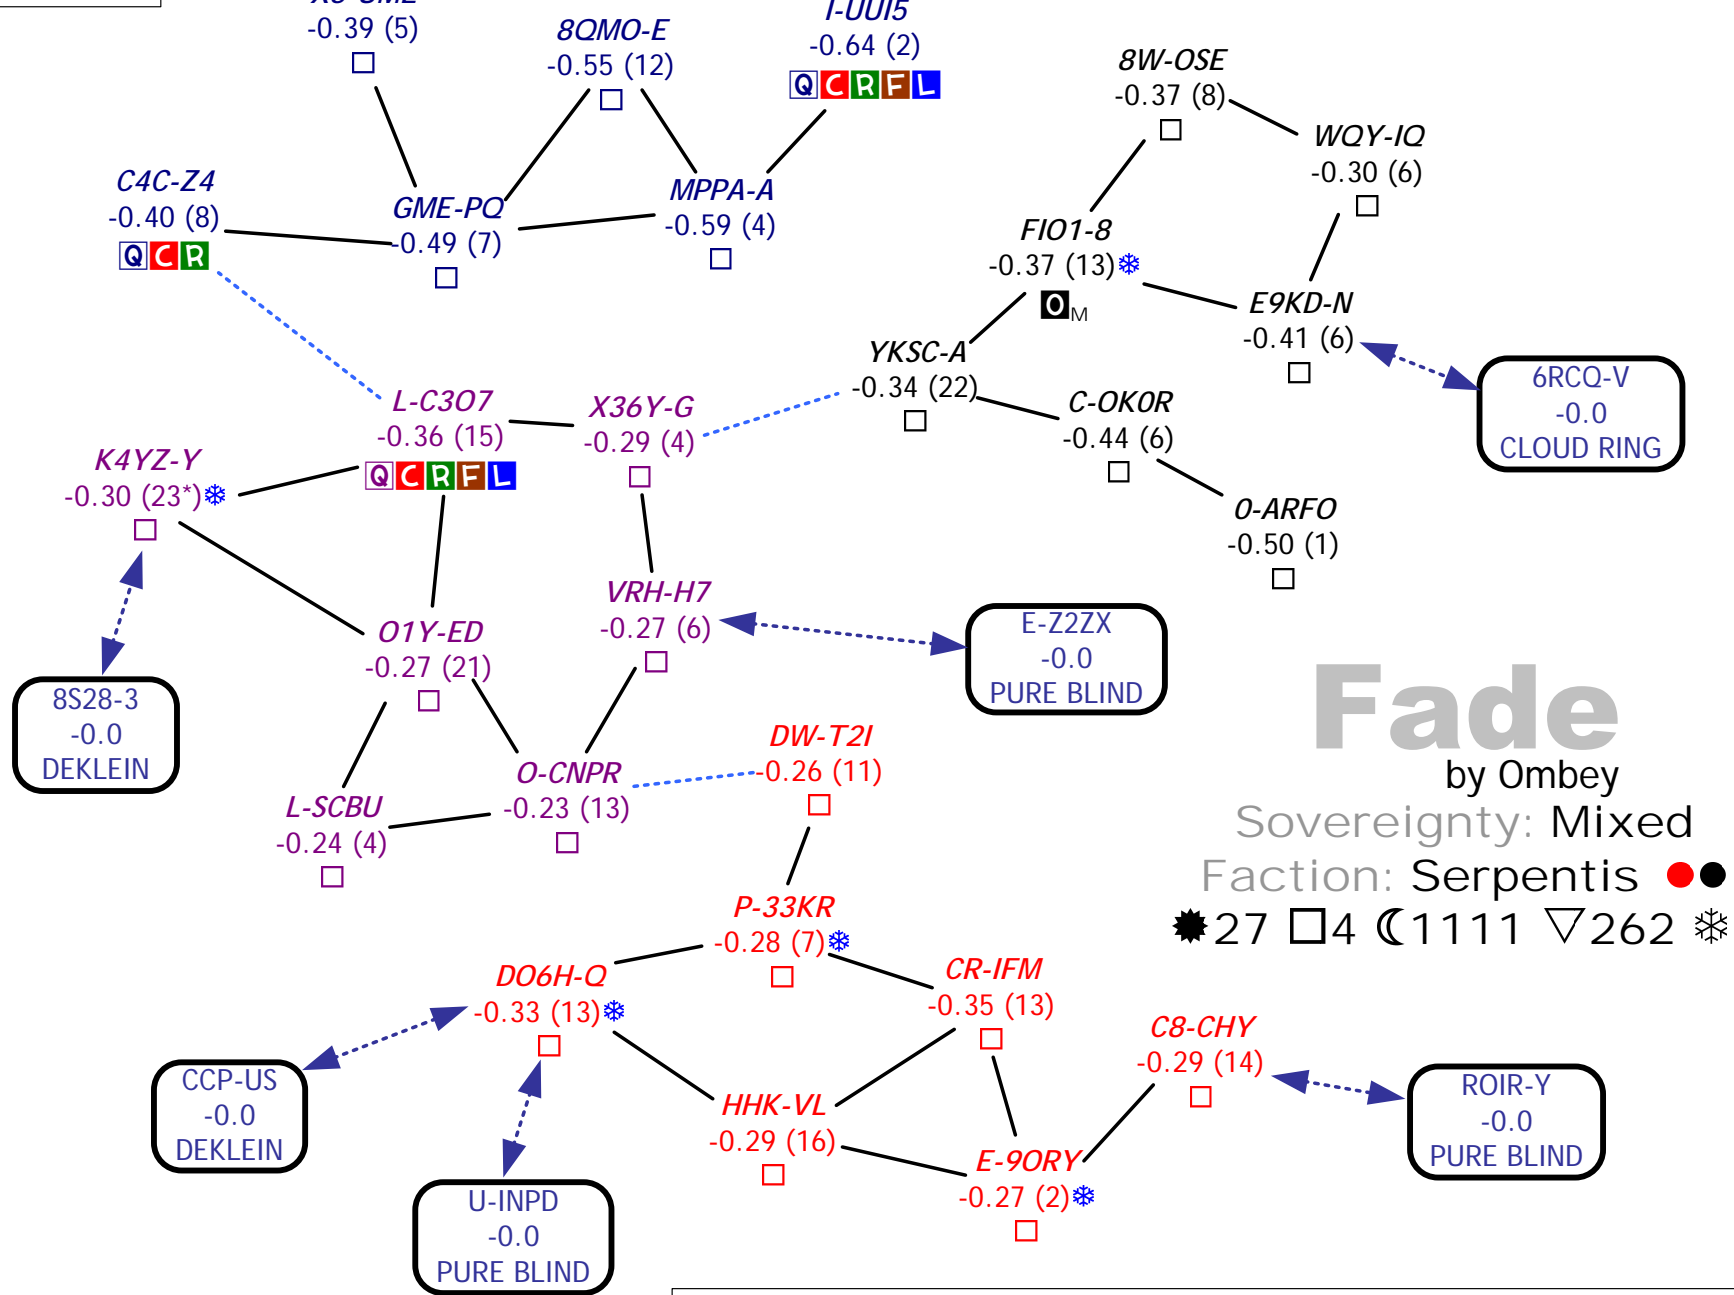 -0.39 (5)
8QMO-E
-0.55 (12)
I-UUI5
-0.64 (2)
Q C R F L
8W-OSE
-0.37 (8)
WQY-IQ
-0.30 (6)
C4C-Z4
-0.40 (8)
Q C R
GME-PQ
-0.49 (7)
MPPA-A
-0.59 (4)
FIO1-8
-0.37 (13)
O M
E9KD-N
-0.41 (6)
6RCQ-V
-0.0
CLOUD RING
YKSC-A
-0.34 (22)
C-OK0R
-0.44 (6)
0-ARFO
-0.50 (1)
L-C3O7
-0.36 (15)
Q C R F L
X36Y-G
-0.29 (4)
K4YZ-Y
-0.30 (23*)
VRH-H7
-0.27 (6)
E-Z2ZX
-0.0
PURE BLIND
O1Y-ED
-0.27 (21)
8S28-3
-0.0
DEKLEIN
L-SCBU
-0.24 (4)
O-CNPR
-0.23 (13)
DW-T2I
-0.26 (11)
Fade
by Ombey
Sovereignty: Mixed
Faction: Serpentis
27 4 1111 262
P-33KR
-0.28 (7)
DO6H-Q
-0.33 (13)
CR-IFM
-0.35 (13)
C8-CHY
-0.29 (14)
CCP-US
-0.0
DEKLEIN
HHK-VL
-0.29 (16)
E-9ORY
-0.27 (2)
ROIR-Y
-0.0
PURE BLIND
U-INPD
-0.0
PURE BLIND